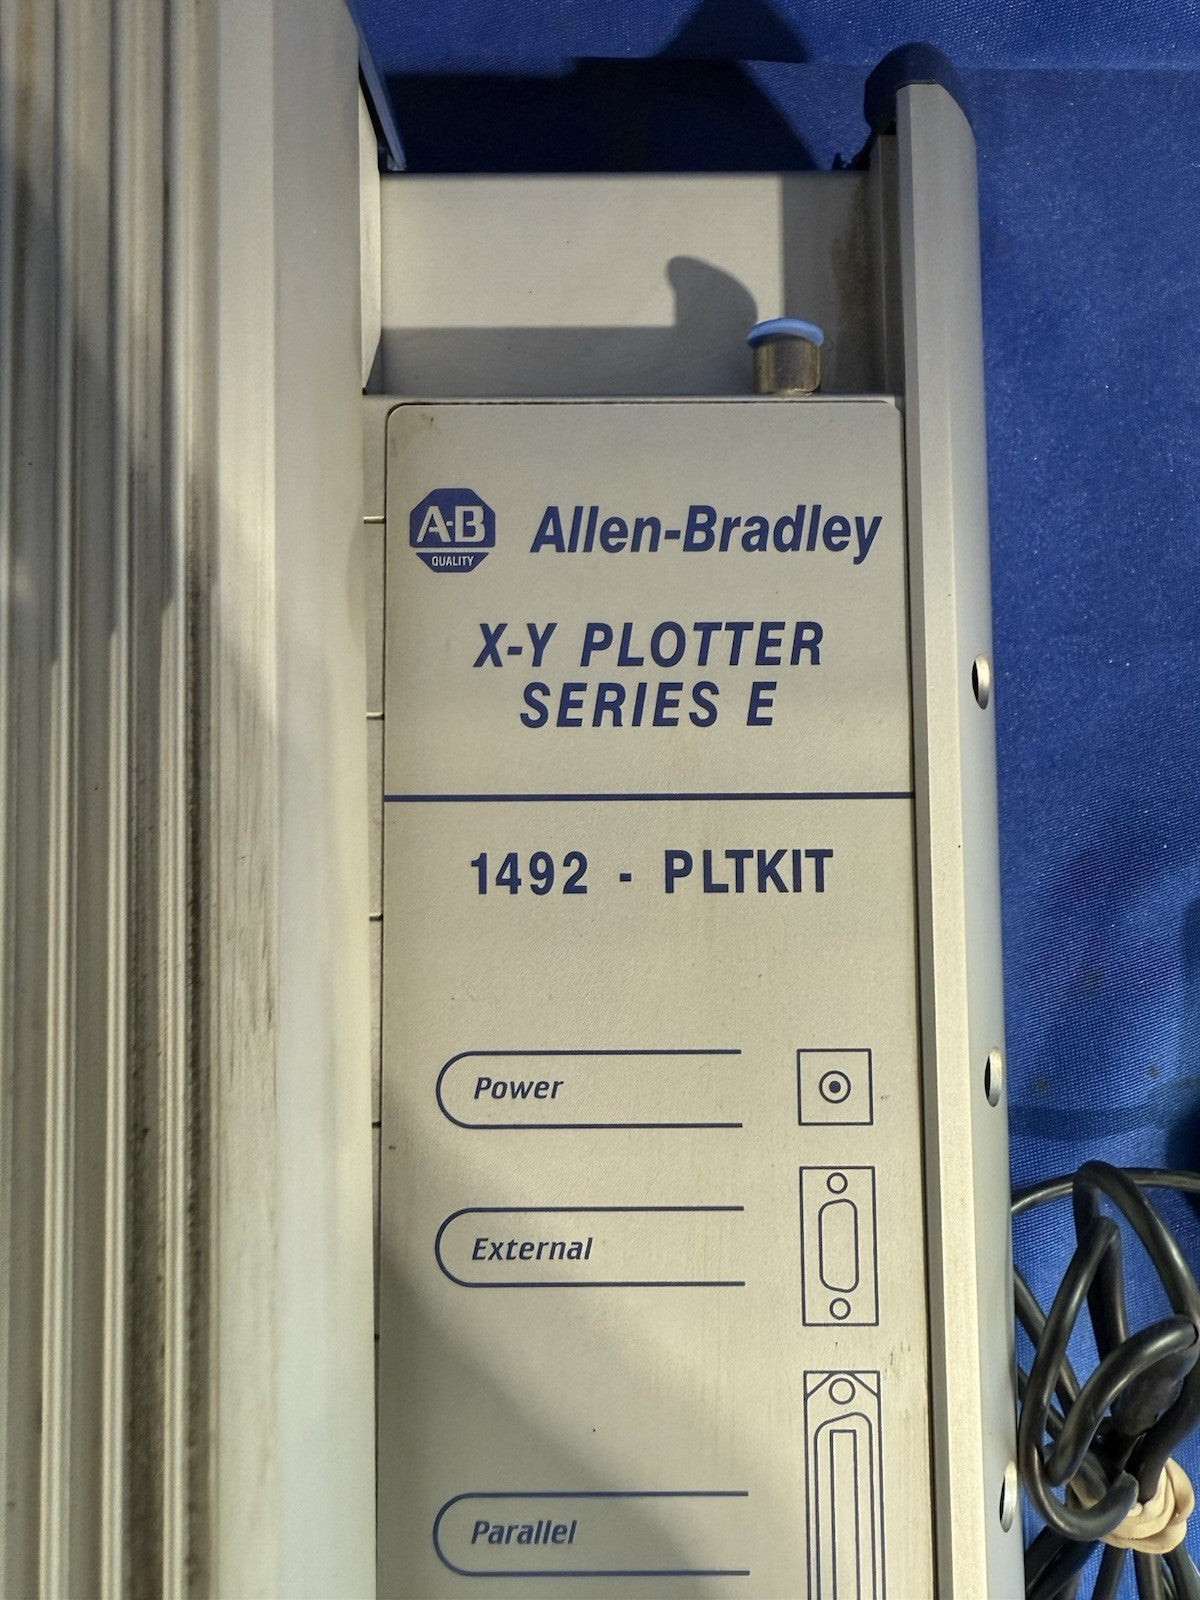 A-B
QUALITY
Allen-Bradley
X-Y PLOTTER
SERIES E
1492 - PLTKIT
Power
External
Parallel